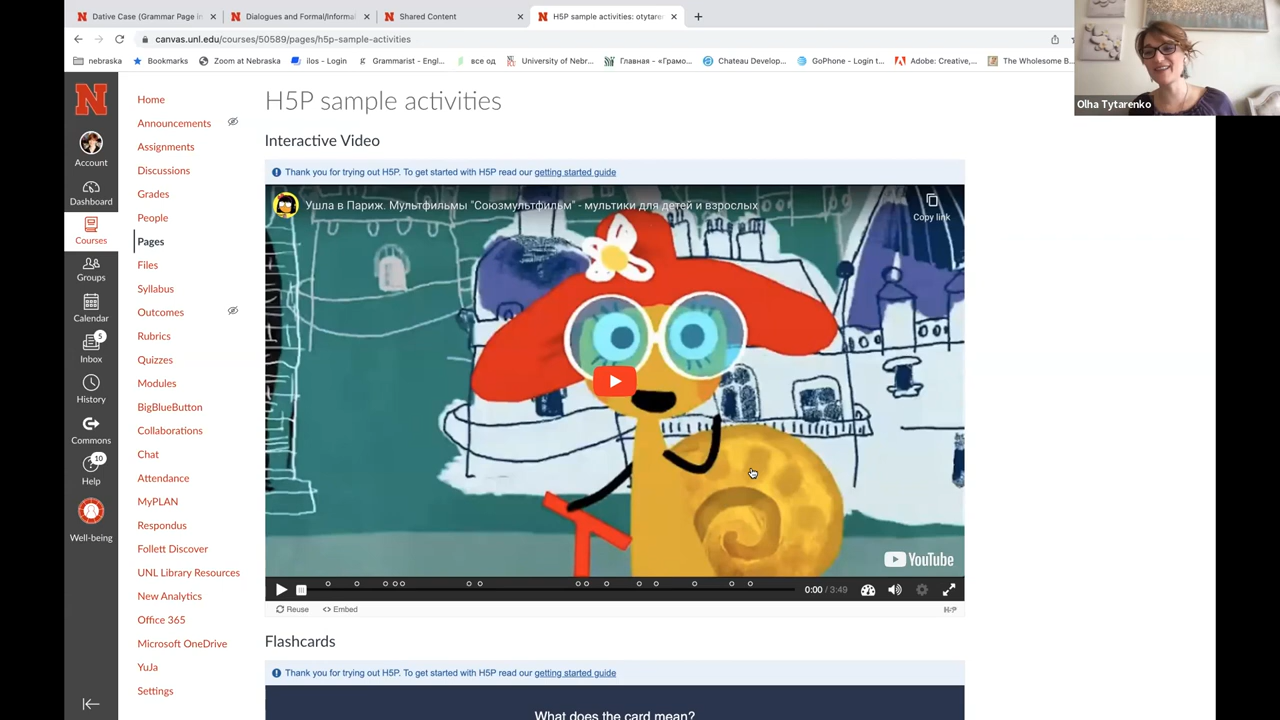 Dative Case (Grammar Page in
Dialogues and Formal/Informal
Shared Content
H5P sample activities: otytaren
canvas.unl.edu/courses/50589/pages/h5p-sample-activities
nebraska
Bookmarks
Zoom at Nebraska
ilos - Login
Grammarist - Engl...
все од
University of Nebr...
Главная - «Грамо...
Chateau Develop...
GoPhone - Login t...
Adobe: Creative,...
The Wholesome B...
Olha Tytarenko
N
Account
Dashboard
Courses
Groups
Calendar
5
Inbox
History
Commons
10
Help
Well-being
Home
Announcements
Assignments
Discussions
Grades
People
Pages
Files
Syllabus
Outcomes
Rubrics
Quizzes
Modules
BigBlueButton
Collaborations
Chat
Attendance
MyPLAN
Respondus
Follett Discover
UNL Library Resources
New Analytics
Office 365
Microsoft OneDrive
YuJa
Settings
H5P sample activities
Interactive Video
Thank you for trying out H5P. To get started with H5P read our getting started guide
Ушла в Париж. Мультфильмы "Союзмультфильм" - мультики для детей и взрослых
Copy link
YouTube
0:00 / 3:49
Reuse
<> Embed
H5P
Flashcards
Thank you for trying out H5P. To get started with H5P read our getting started guide
What does the card mean?